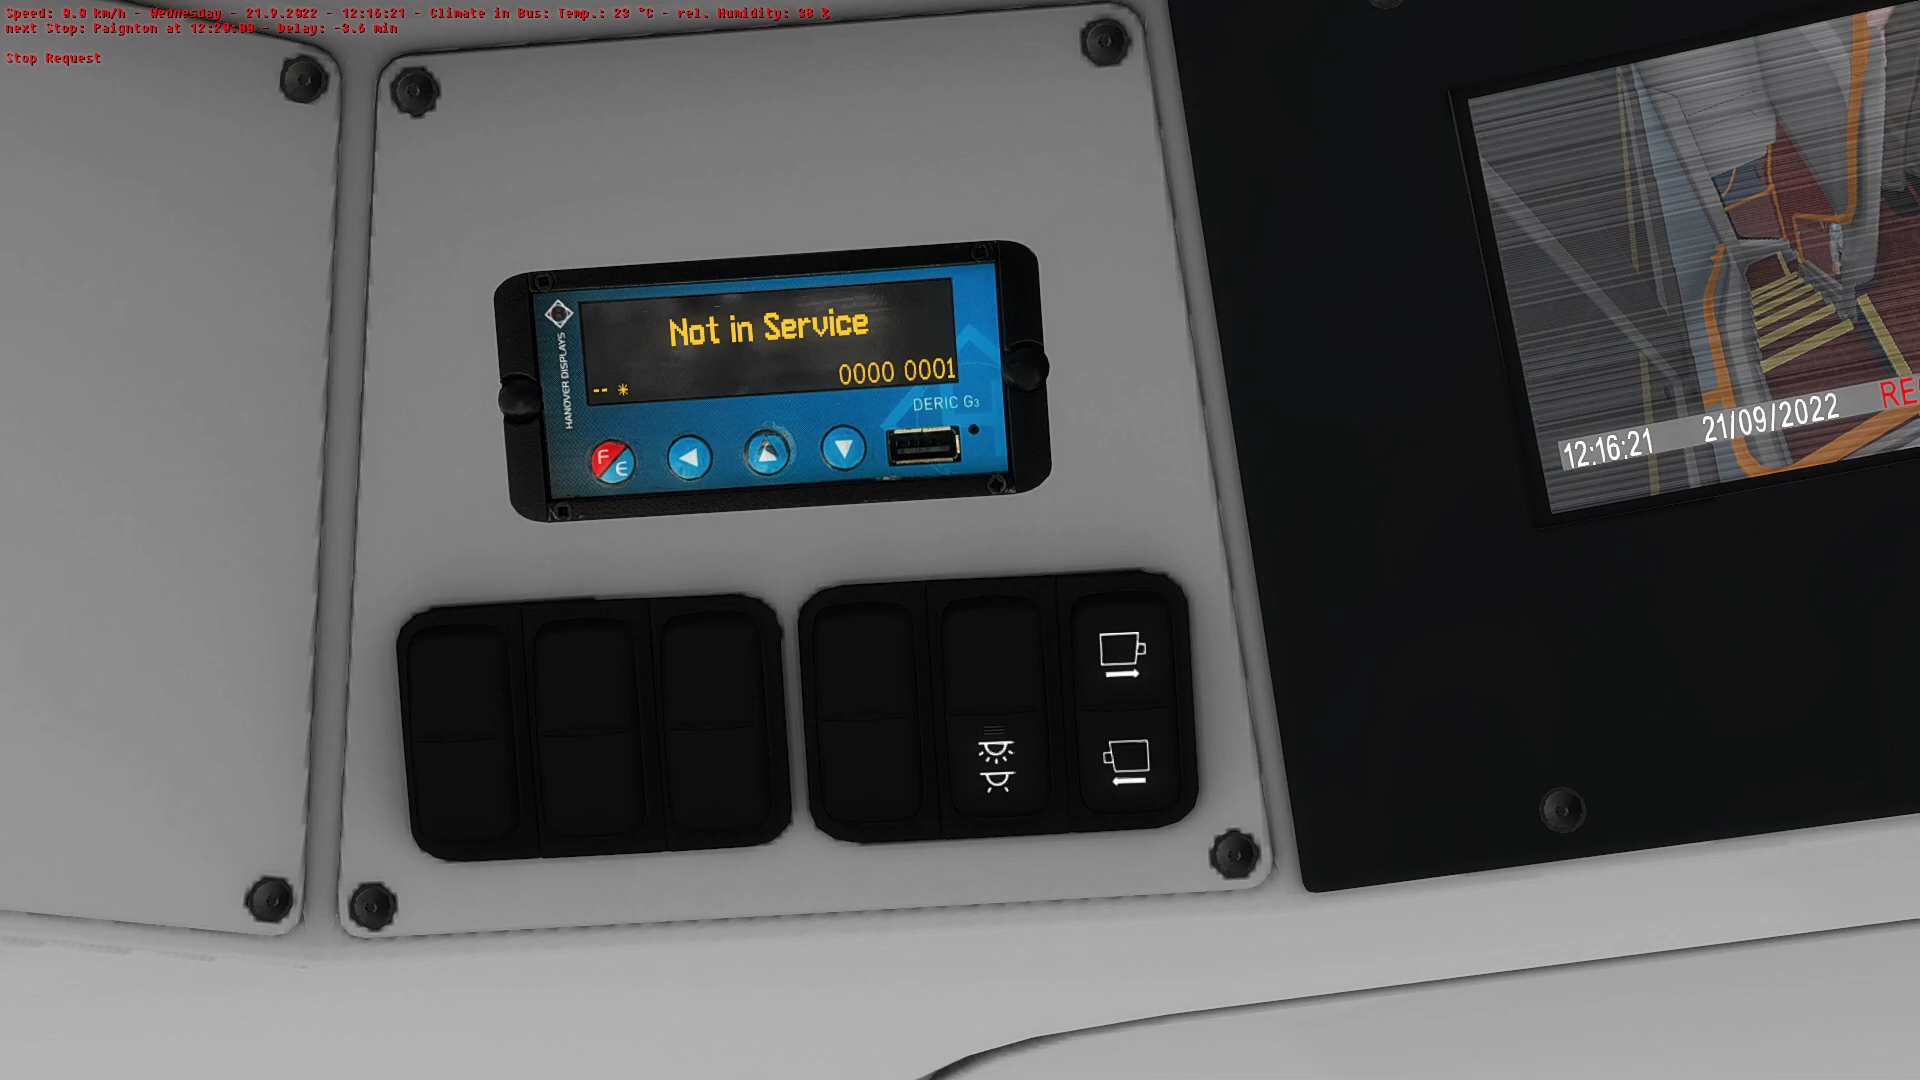 Speed: 0.0 km/h - Wednesday - 21.9.2022 - 12:16:21 - Climate in Bus: Temp.: 23 °C - rel. Humidity: 38 %
next Stop: Paignton at 12:20:00 - Delay: -3.6 min
Stop Request
Not in Service
-- * 0000 0001
HANOVER DISPLAYS
DERIC G3
F E
12:16:21 21/09/2022 RE